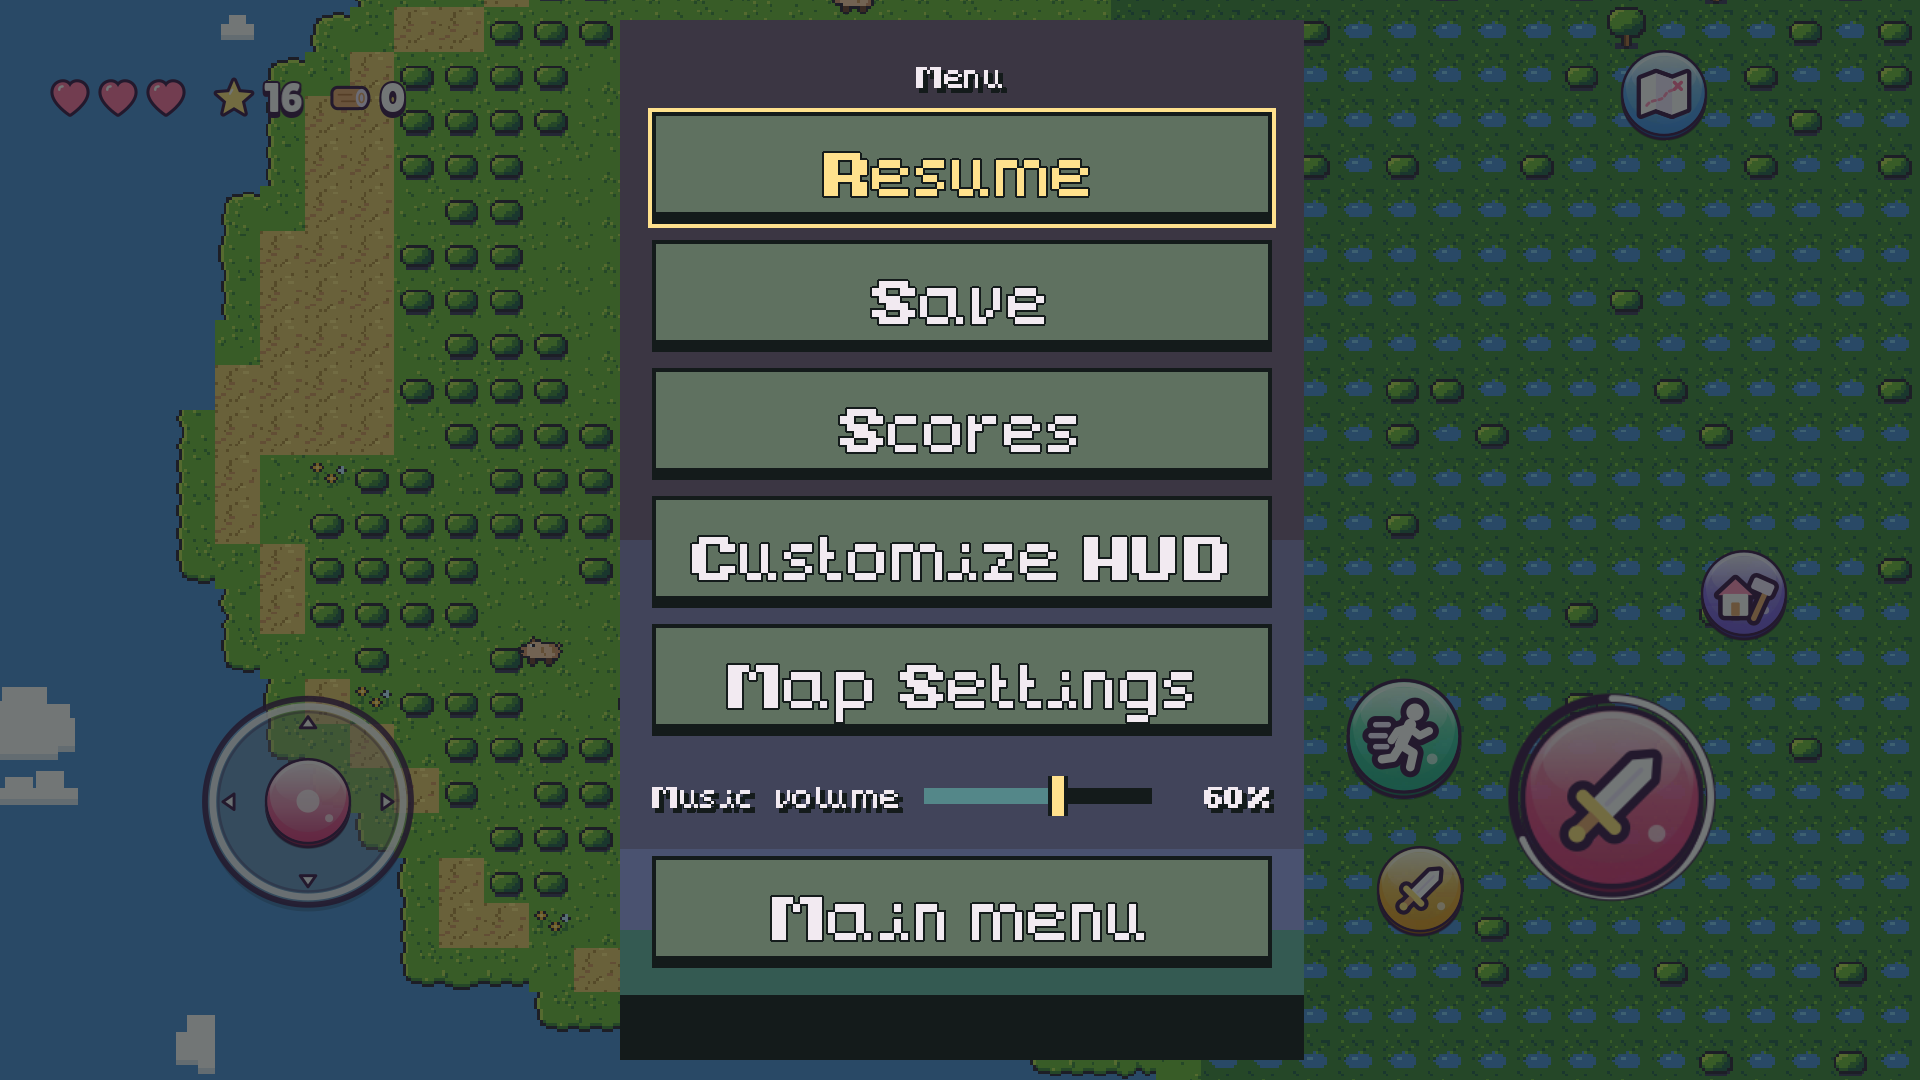 16
0
Menu
Resume
Save
Scores
Customize HUD
Map Settings
Music volume 60%
Main menu